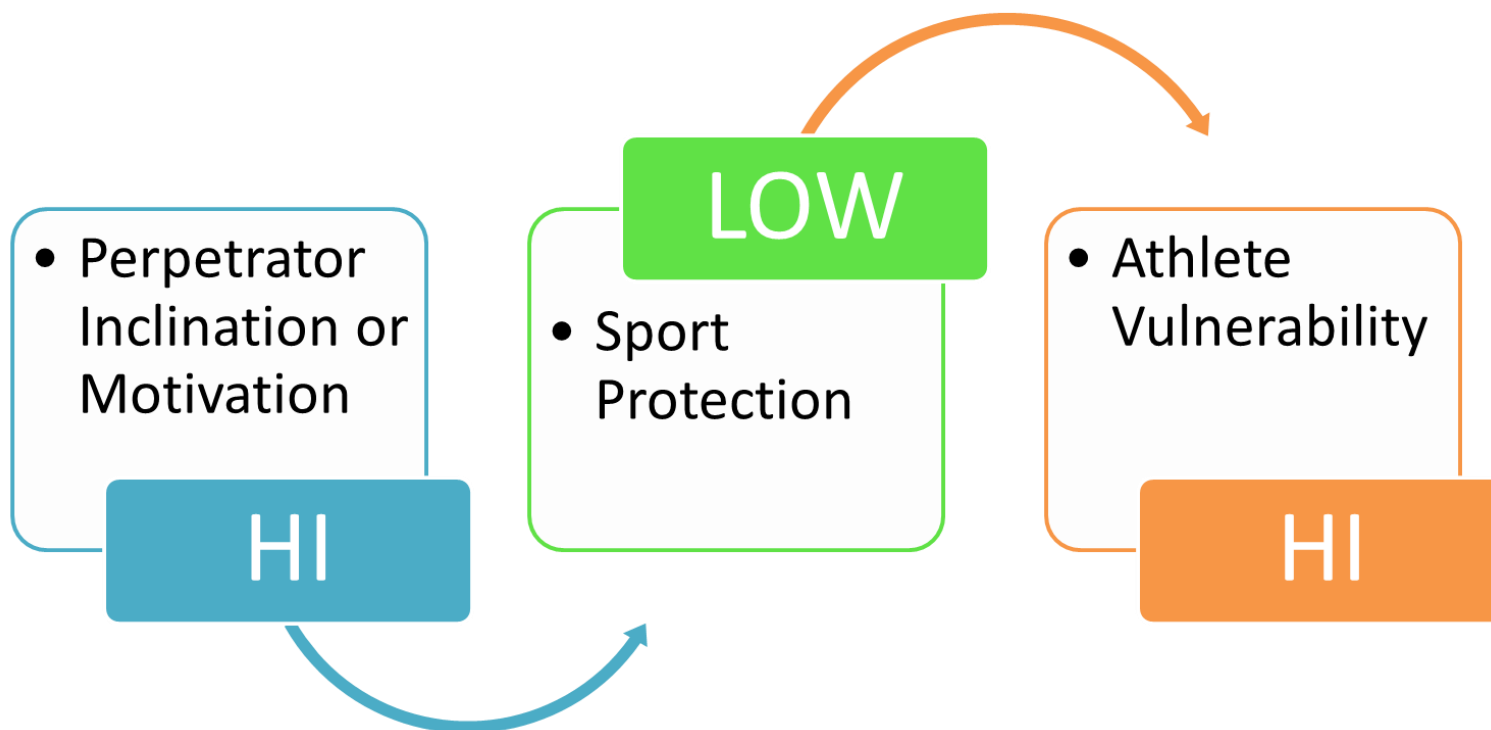 • Perpetrator
Inclination or
Motivation
HI
LOW
• Sport
Protection
• Athlete
Vulnerability
HI